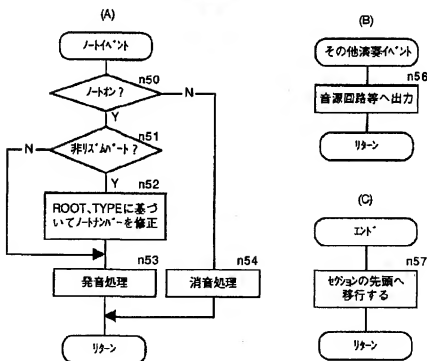 (A)
ノートイベント
n50
ノートオン？
N
Y
n51
N
非リズムパート？
Y
n52
ROOT、TYPEに基づ
いてノートナンバーを修正
n53
発音処理
n54
消音処理
リターン
(B)
その他演奏イベント
n56
音源回路等へ出力
リターン
(C)
エンド
n57
セクションの先頭へ
移行する
リターン